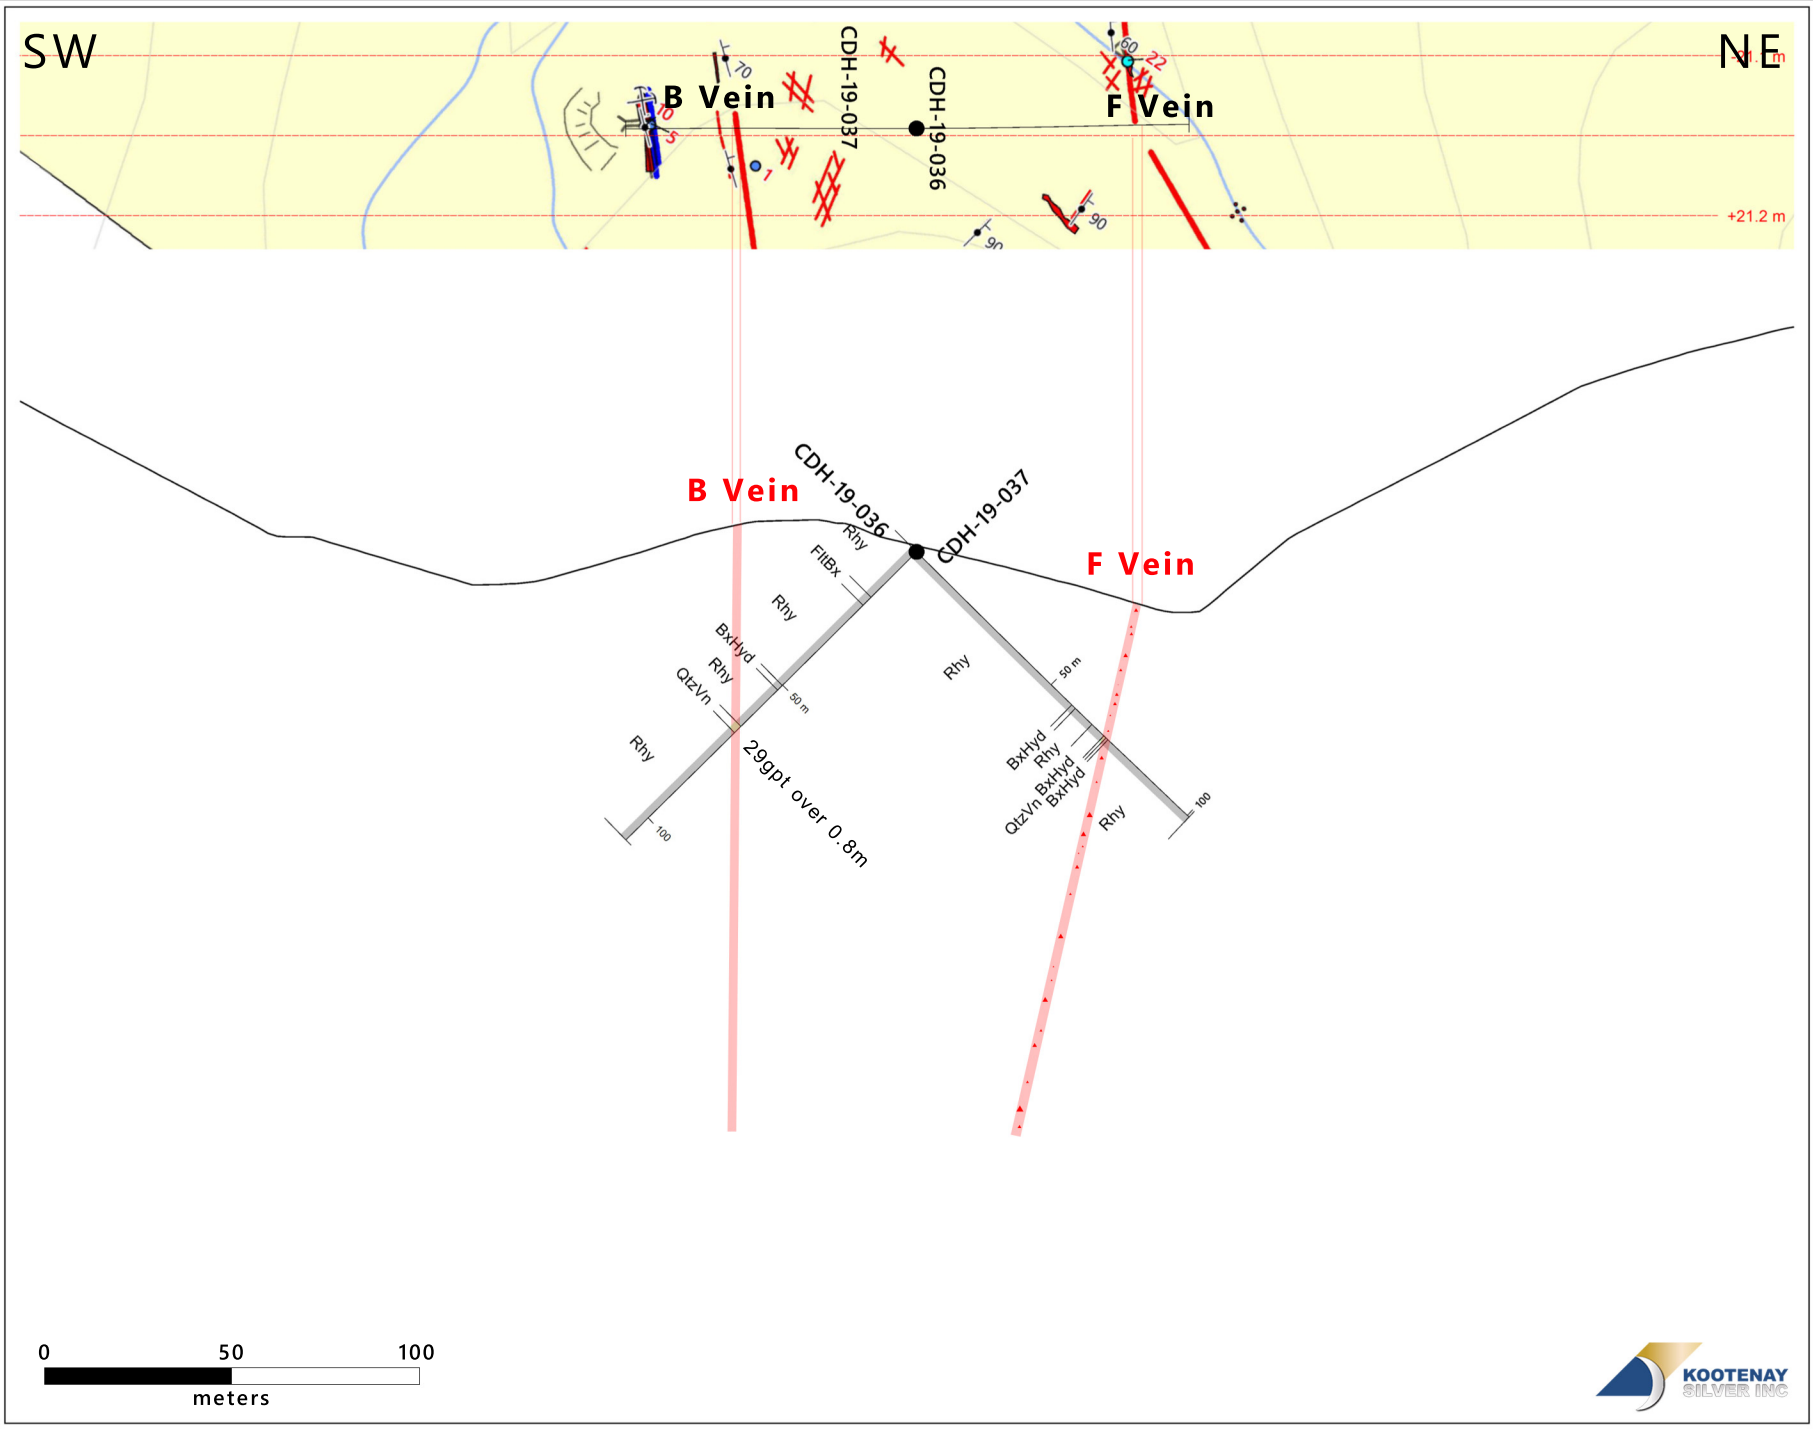 SW
NE
-21.1 m
+21.2 m
70
B Vein
10
5
1
CDH-19-037
CDH-19-036
60
22
F Vein
90
90
B Vein
CDH-19-036
CDH-19-037
F Vein
Rhy
FltBx
Rhy
BxHyd
Rhy
QtzVn
Rhy
50 m
100
29gpt over 0.8m
Rhy
50 m
BxHyd
Rhy
BxHyd
BxHyd
QtzVn
Rhy
100
0 50 100
meters
KOOTENAY
SILVER INC